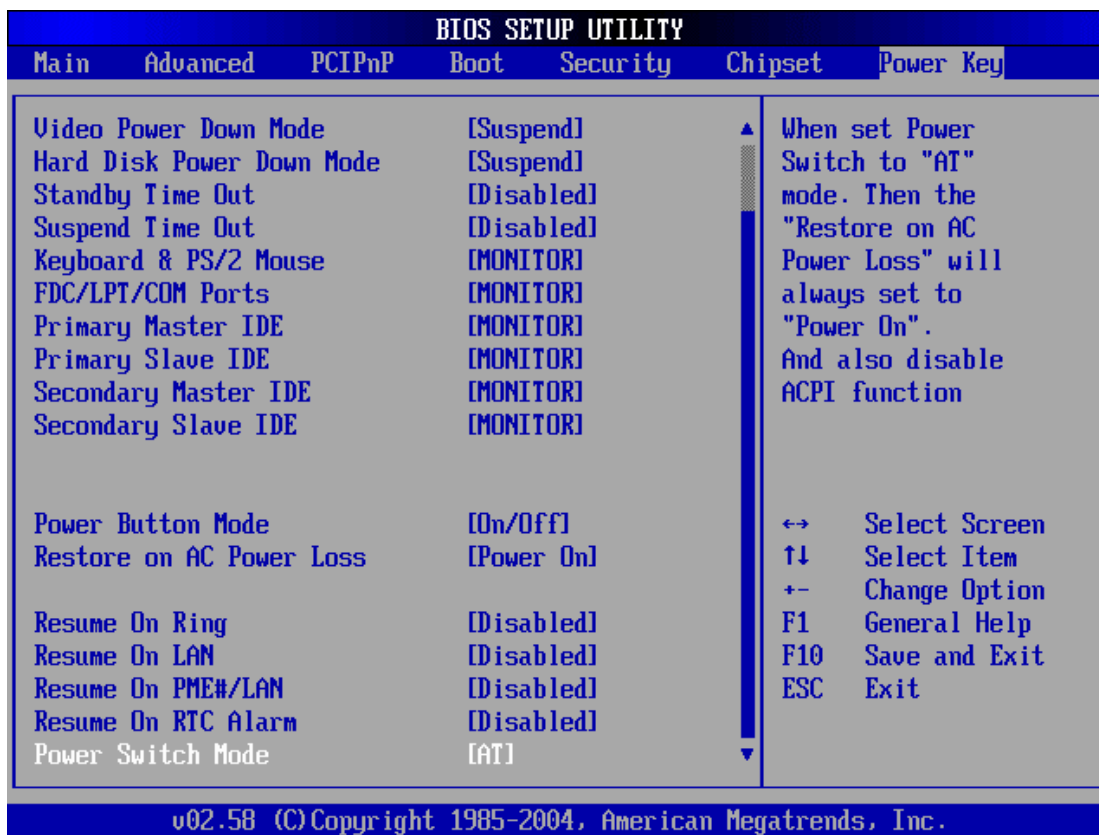 BIOS SETUP UTILITY
Main Advanced PCIPnP Boot Security Chipset Power Key
Video Power Down Mode [Suspend]
Hard Disk Power Down Mode [Suspend]
Standby Time Out [Disabled]
Suspend Time Out [Disabled]
Keyboard & PS/2 Mouse [MONITOR]
FDC/LPT/COM Ports [MONITOR]
Primary Master IDE [MONITOR]
Primary Slave IDE [MONITOR]
Secondary Master IDE [MONITOR]
Secondary Slave IDE [MONITOR]
Power Button Mode [On/Off]
Restore on AC Power Loss [Power On]
Resume On Ring [Disabled]
Resume On LAN [Disabled]
Resume On PME#/LAN [Disabled]
Resume On RTC Alarm [Disabled]
Power Switch Mode [AT]
When set Power
Switch to "AT"
mode. Then the
"Restore on AC
Power Loss" will
always set to
"Power On".
And also disable
ACPI function
↔ Select Screen
↑↓ Select Item
+- Change Option
F1 General Help
F10 Save and Exit
ESC Exit
v02.58 (C)Copyright 1985-2004, American Megatrends, Inc.